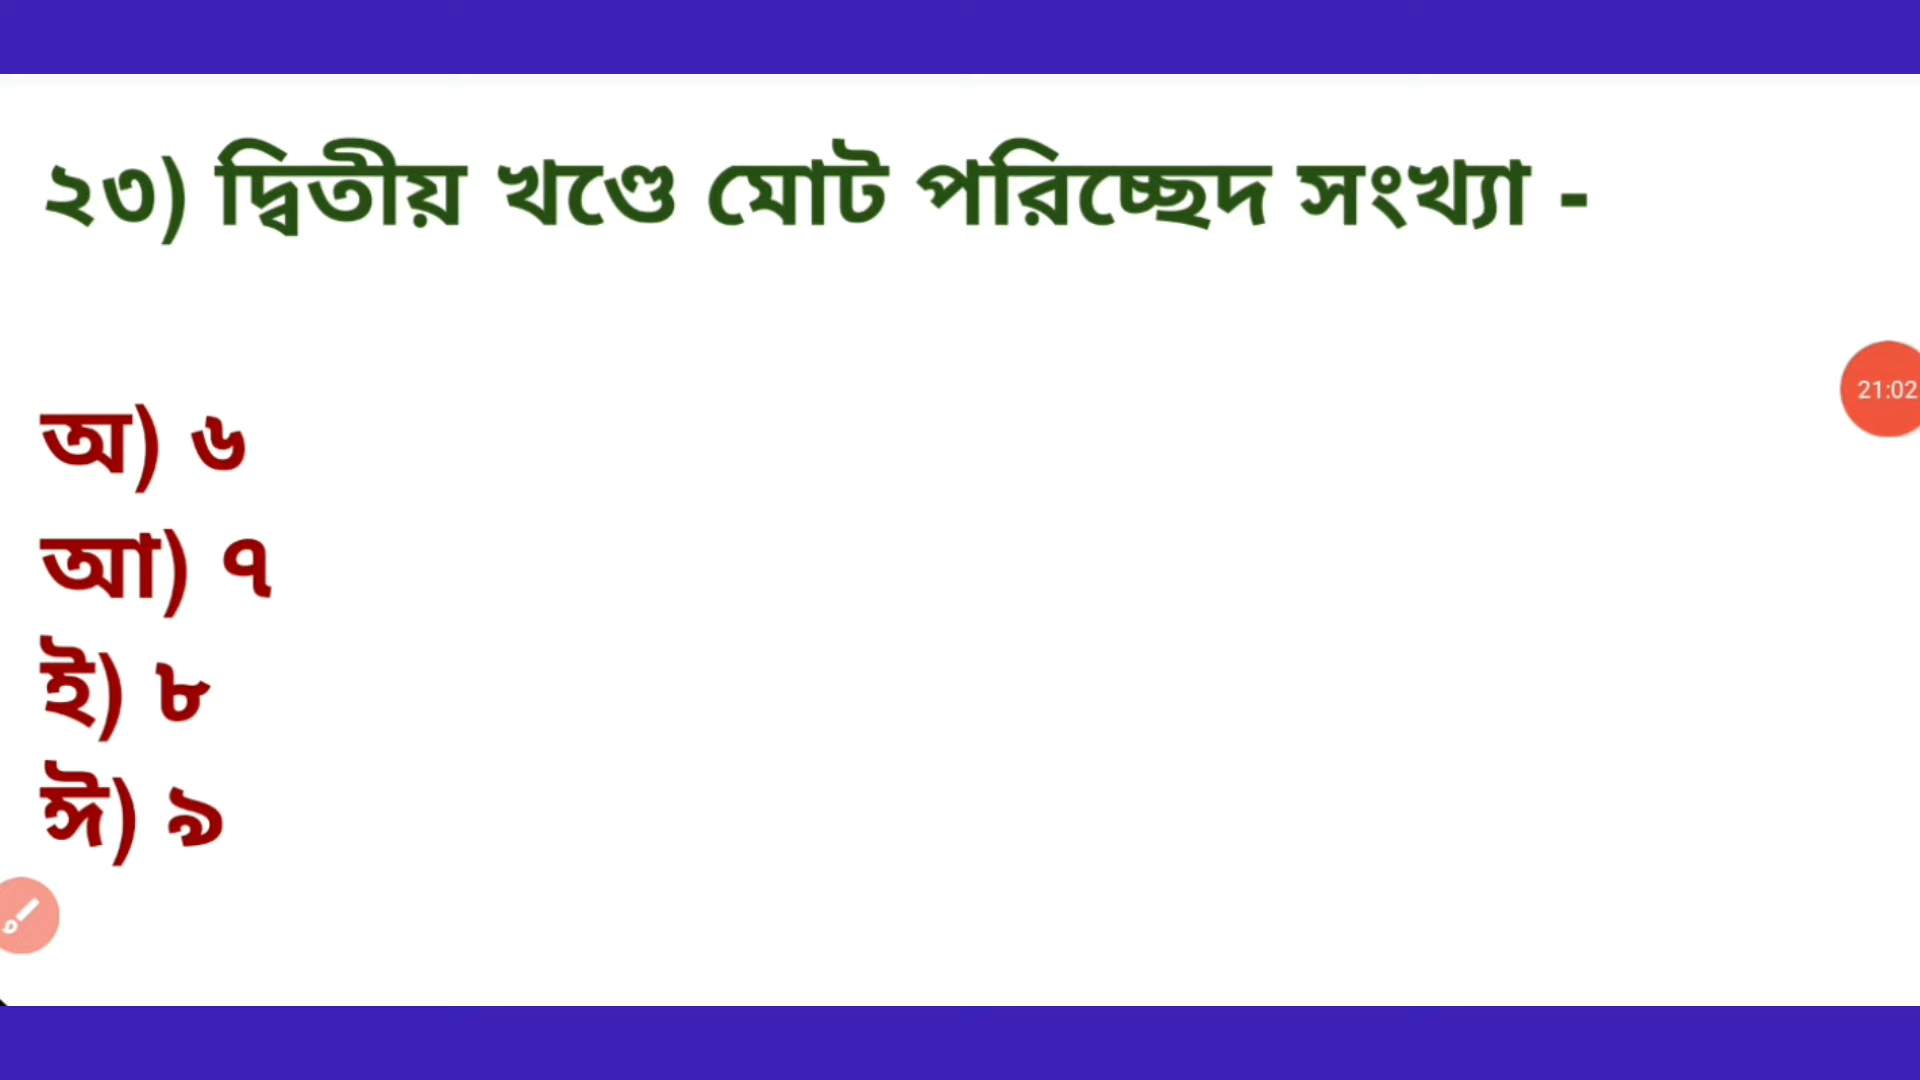 ২৩) দ্বিতীয় খণ্ডে মোট পরিচ্ছেদ সংখ্যা -
অ) ৬
21:02
আ) ৭
ই) ৮
ঈ) ৯